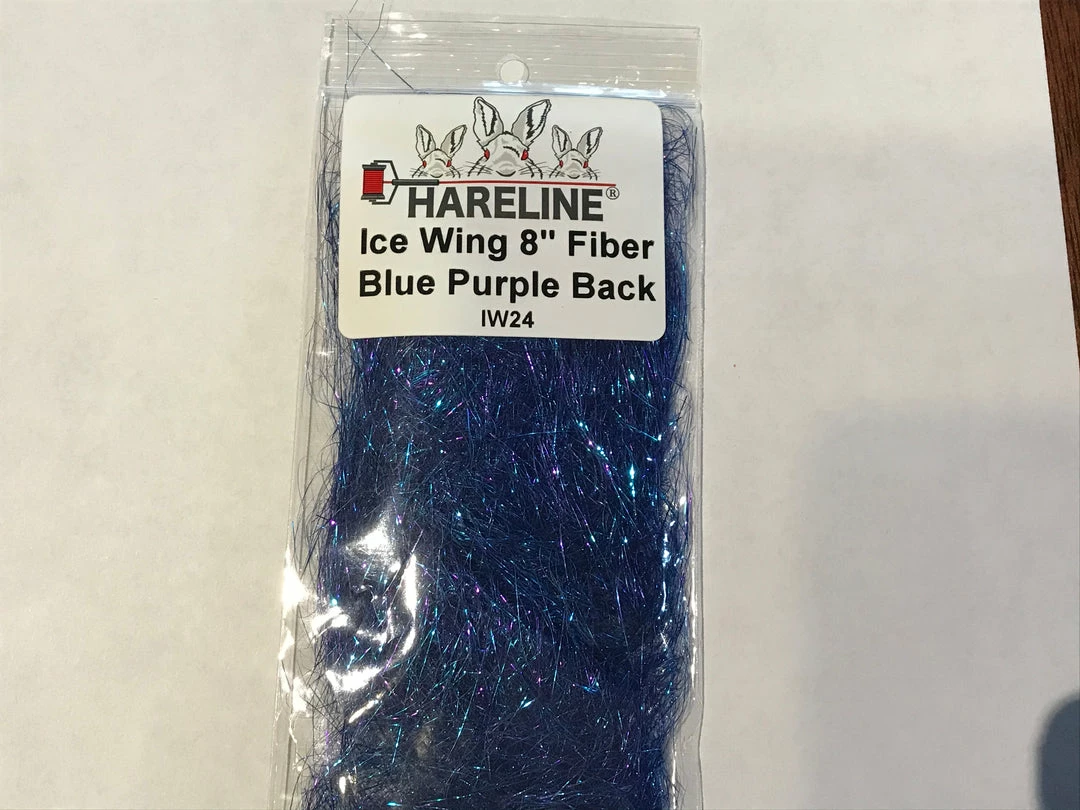 HARELINE®
Ice Wing 8" Fiber
Blue Purple Back
IW24